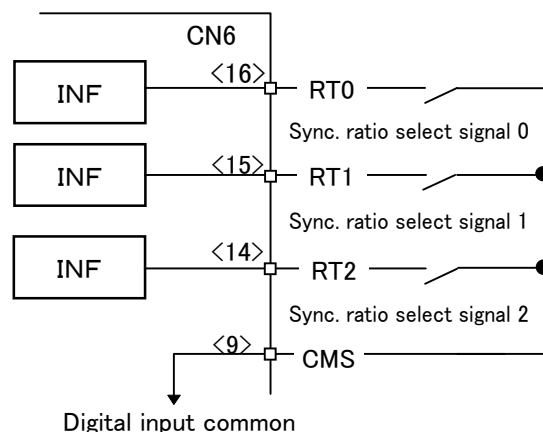 CN6
INF
<16>
RT0
Sync. ratio select signal 0
INF
<15>
RT1
Sync. ratio select signal 1
INF
<14>
RT2
Sync. ratio select signal 2
<9>
CMS
Digital input common